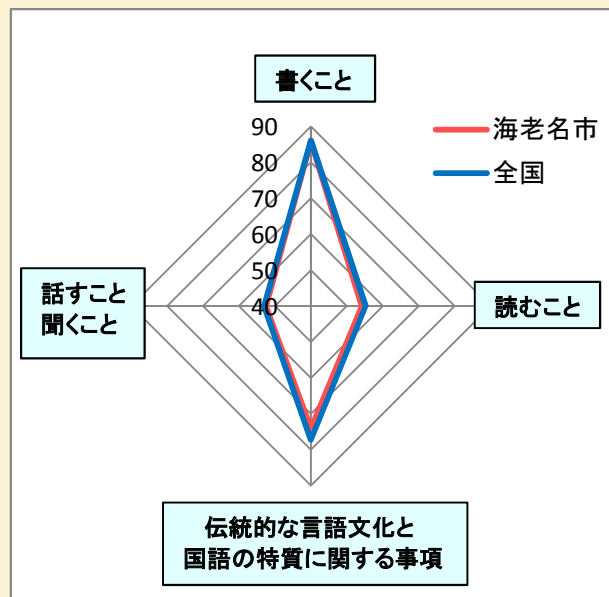 書くこと
90
80
70
60
50
40
海老名市
全国
話すこと
聞くこと
読むこと
伝統的な言語文化と
国語の特質に関する事項